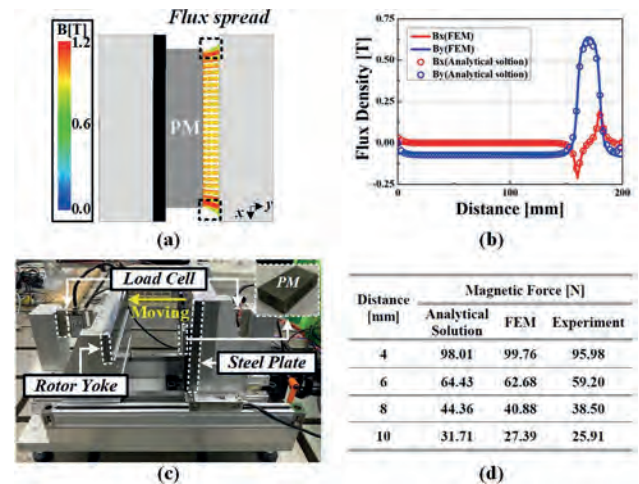 Flux spread
B[T]
1.2
0.6
0.0
PM
x
y
(a)
Flux Density [T]
0.75
0.50
0.25
0.00
-0.25
Bx(FEM)
By(FEM)
Bx(Analytical soltion)
By(Analytical soltion)
0
100
200
Distance [mm]
(b)
Load Cell
PM
Moving
Steel Plate
Rotor Yoke
(c)
Distance [mm] Magnetic Force [N]
Analytical Solution FEM Experiment
4 98.01 99.76 95.98
6 64.43 62.68 59.20
8 44.36 40.88 38.50
10 31.71 27.39 25.91
(d)